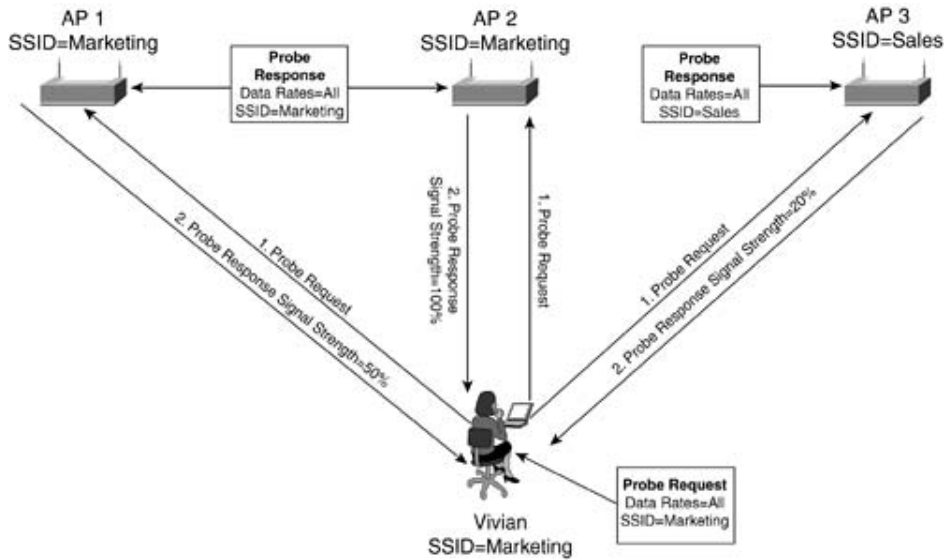 AP 1
SSID=Marketing
AP 2
SSID=Marketing
AP 3
SSID=Sales
Probe
Response
Data Rates=All
SSID=Marketing
Probe
Response
Data Rates=All
SSID=Sales
2. Probe Response Signal Strength=50%
1. Probe Request
2. Probe Response
Signal Strength=100%
1. Probe Request
1. Probe Request
2. Probe Response Signal Strength=20%
Probe Request
Data Rates=All
SSID=Marketing
Vivian
SSID=Marketing